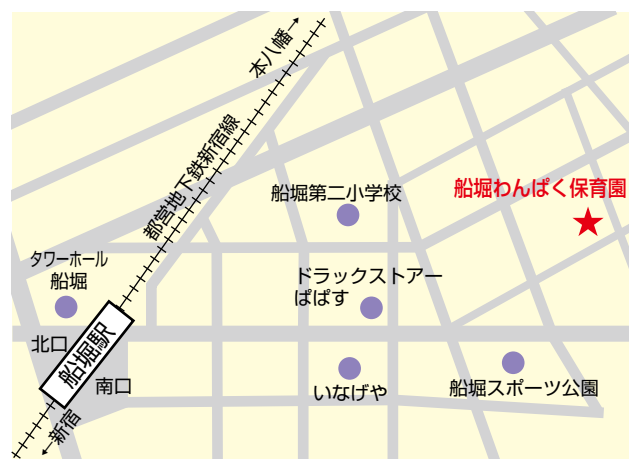 本八幡→
都営地下鉄新宿線
船堀第二小学校
船堀わんぱく保育園
タワーホール
船堀
ドラックストアー
ぱぱす
北口
船堀駅
南口
いなげや
船堀スポーツ公園
←新宿